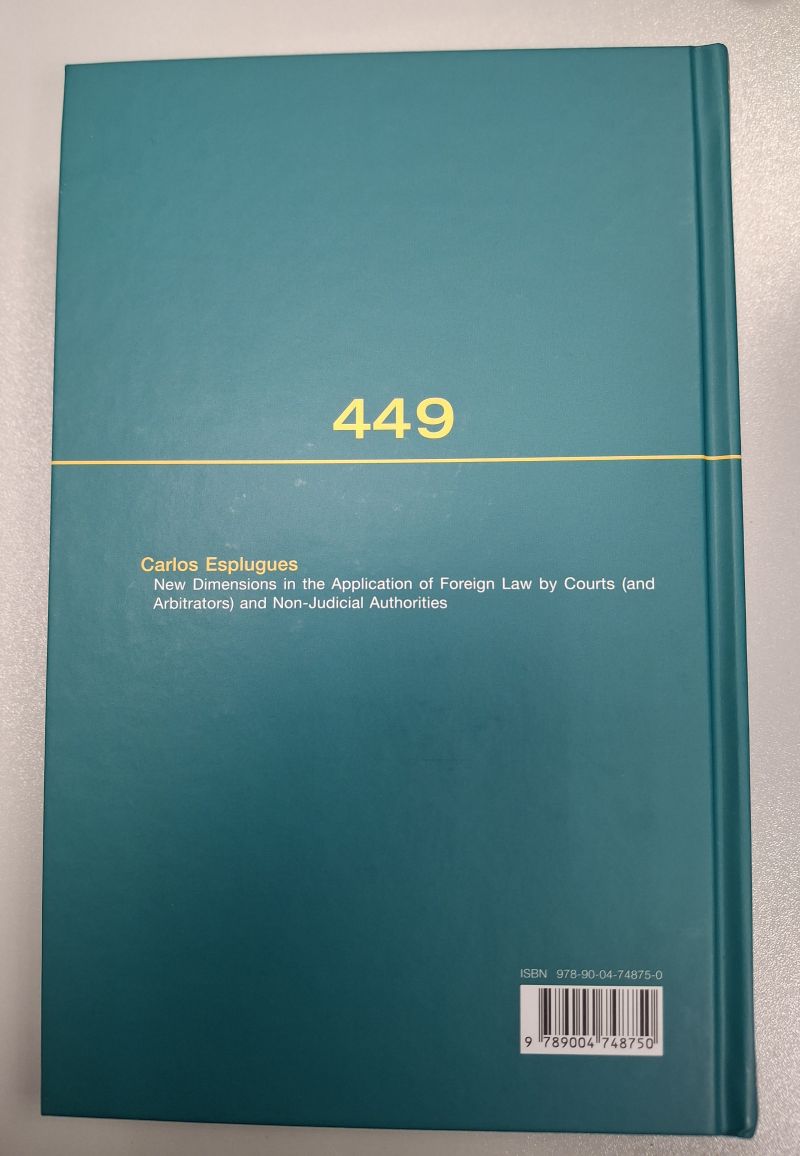 449
Carlos Esplugues
New Dimensions in the Application of Foreign Law by Courts (and
Arbitrators) and Non-Judicial Authorities
ISBN 978-90-04-74875-0
9 789004 748750